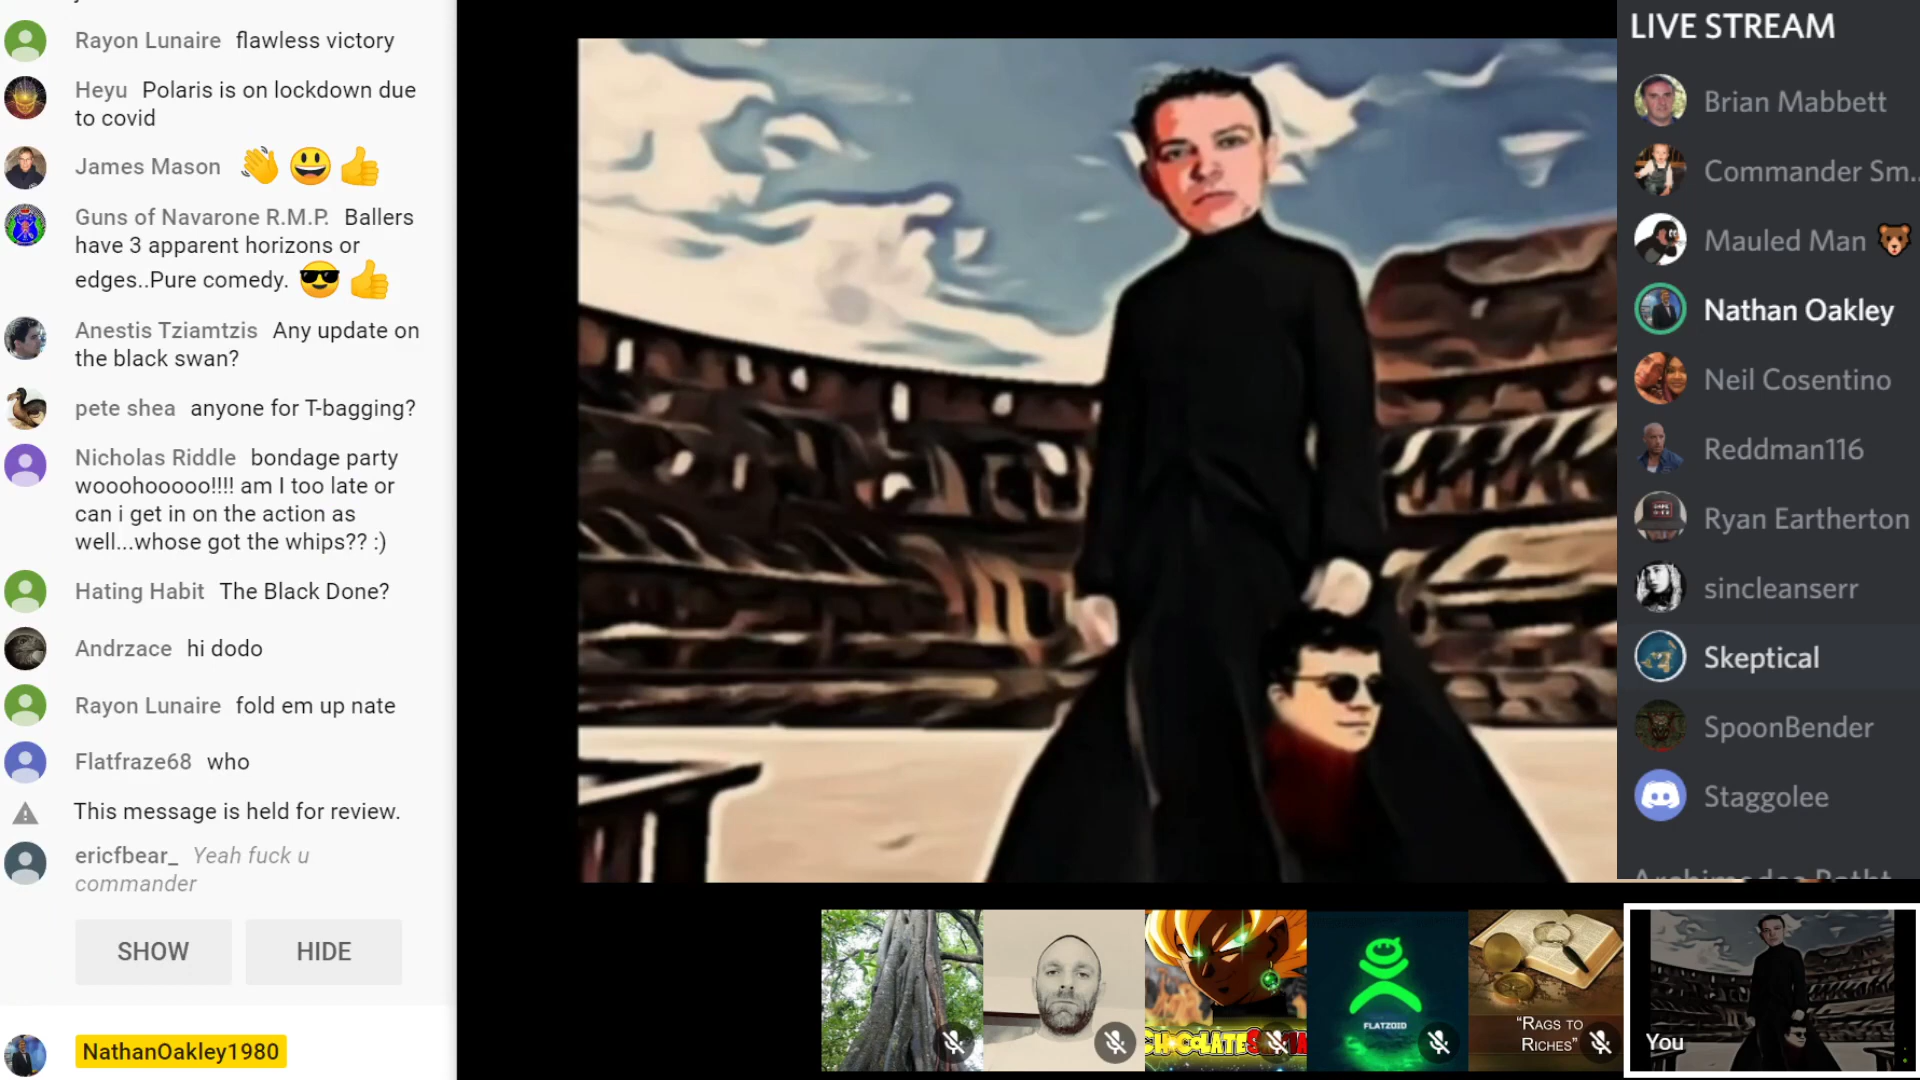 Rayon Lunaire flawless victory
Heyu Polaris is on lockdown due
to covid
James Mason 👋😃👍
Guns of Navarone R.M.P. Ballers
have 3 apparent horizons or
edges..Pure comedy. 😎👍
Anestis Tziamtzis Any update on
the black swan?
pete shea anyone for T-bagging?
Nicholas Riddle bondage party
wooohooooo!!!! am I too late or
can i get in on the action as
well...whose got the whips?? :)
Hating Habit The Black Done?
Andrzace hi dodo
Rayon Lunaire fold em up nate
Flatfraze68 who
This message is held for review.
ericfbear_ Yeah fuck u
commander
SHOW HIDE
NathanOakley1980
LIVE STREAM
Brian Mabbett
Commander Sm..
Mauled Man 🐻
Nathan Oakley
Neil Cosentino
Reddman116
Ryan Eartherton
sincleanserr
Skeptical
SpoonBender
Staggolee
FLATZOID
"RAGS TO
RICHES"
You